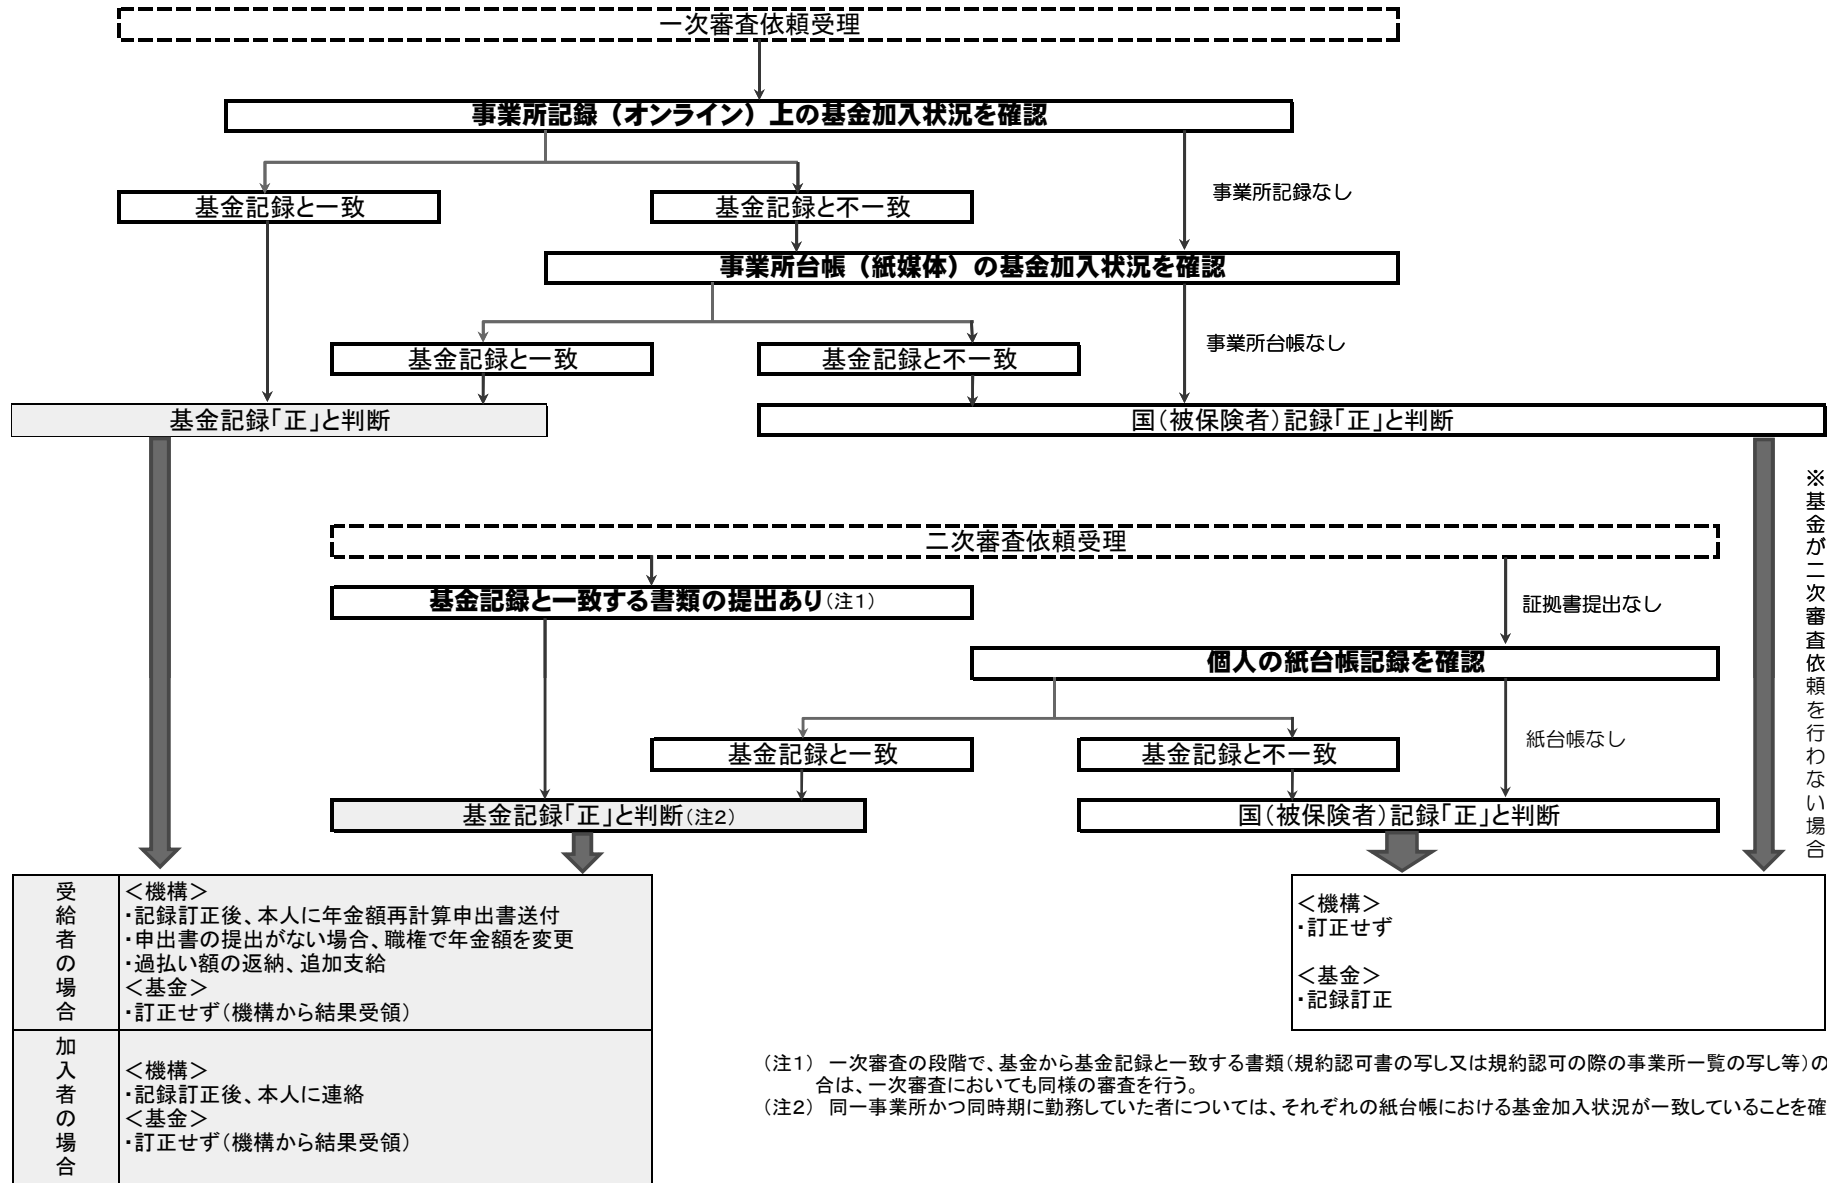 一次審査依頼受理
事業所記録（オンライン）上の基金加入状況を確認
事業所記録なし
基金記録と一致
基金記録と不一致
事業所台帳（紙媒体）の基金加入状況を確認
事業所台帳なし
基金記録と一致
基金記録と不一致
基金記録「正」と判断
国（被保険者）記録「正」と判断
※基金が二次審査依頼を行わない場合
二次審査依頼受理
基金記録と一致する書類の提出あり（注１）
証拠書提出なし
個人の紙台帳記録を確認
紙台帳なし
基金記録と一致
基金記録と不一致
基金記録「正」と判断（注２）
国（被保険者）記録「正」と判断
受給者の場合
＜機構＞
・記録訂正後、本人に年金額再計算申出書送付
・申出書の提出がない場合、職権で年金額を変更
・過払い額の返納、追加支給
＜基金＞
・訂正せず（機構から結果受領）
加入者の場合
＜機構＞
・記録訂正後、本人に連絡
＜基金＞
・訂正せず（機構から結果受領）
＜機構＞
・訂正せず
＜基金＞
・記録訂正
（注１）　一次審査の段階で、基金から基金記録と一致する書類（規約認可書の写し又は規約認可の際の事業所一覧の写し等）の
合は、一次審査においても同様の審査を行う。
（注２）　同一事業所かつ同時期に勤務していた者については、それぞれの紙台帳における基金加入状況が一致していることを確